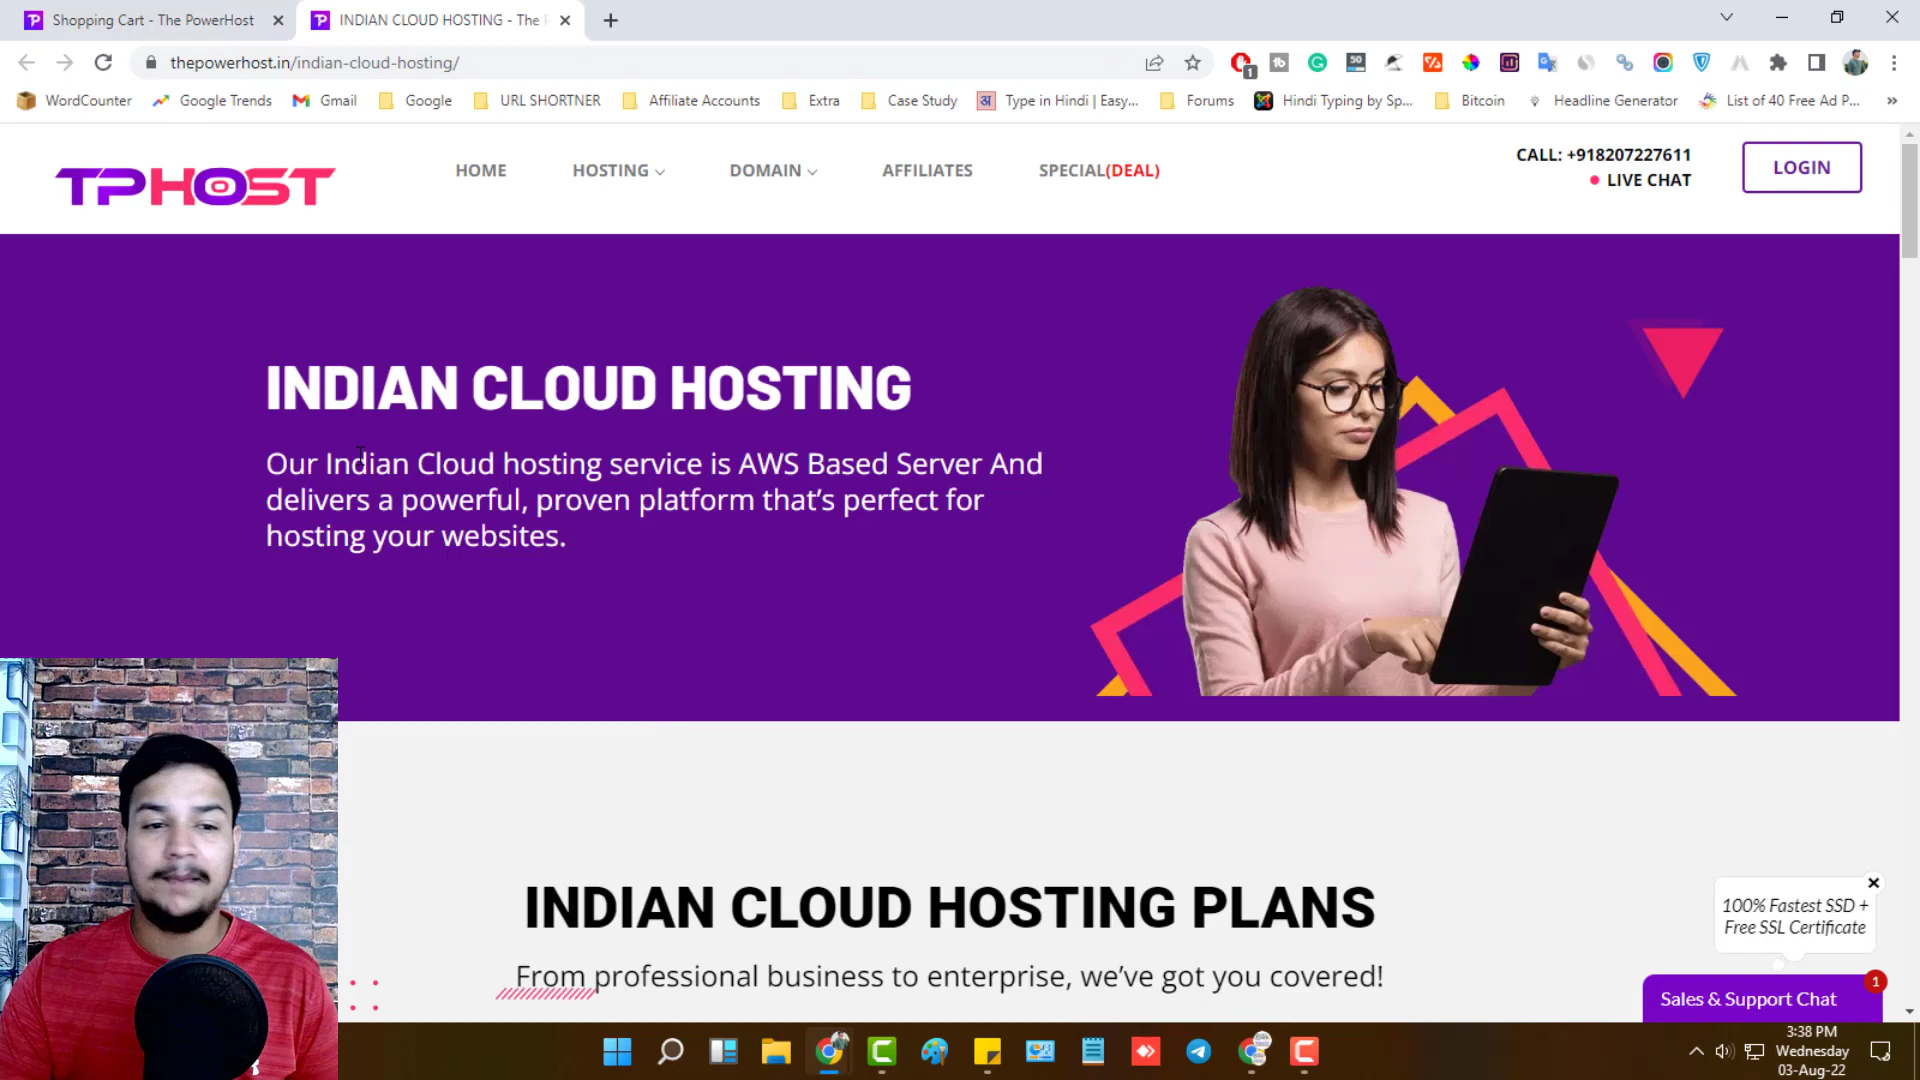 Shopping Cart - The PowerHost
INDIAN CLOUD HOSTING - The P
thepowerhost.in/indian-cloud-hosting/
1
50
WordCounter
Google Trends
Gmail
Google
URL SHORTNER
Affiliate Accounts
Extra
Case Study
अ Type in Hindi | Easy...
Forums
Hindi Typing by Sp...
Bitcoin
Headline Generator
List of 40 Free Ad P...
TPHOST
HOME
HOSTING
DOMAIN
AFFILIATES
SPECIAL(DEAL)
CALL: +918207227611
LIVE CHAT
LOGIN
INDIAN CLOUD HOSTING
Our Indian Cloud hosting service is AWS Based Server And
delivers a powerful, proven platform that's perfect for
hosting your websites.
INDIAN CLOUD HOSTING PLANS
From professional business to enterprise, we've got you covered!
100% Fastest SSD +
Free SSL Certificate
1
Sales & Support Chat
3:38 PM
Wednesday
03-Aug-22